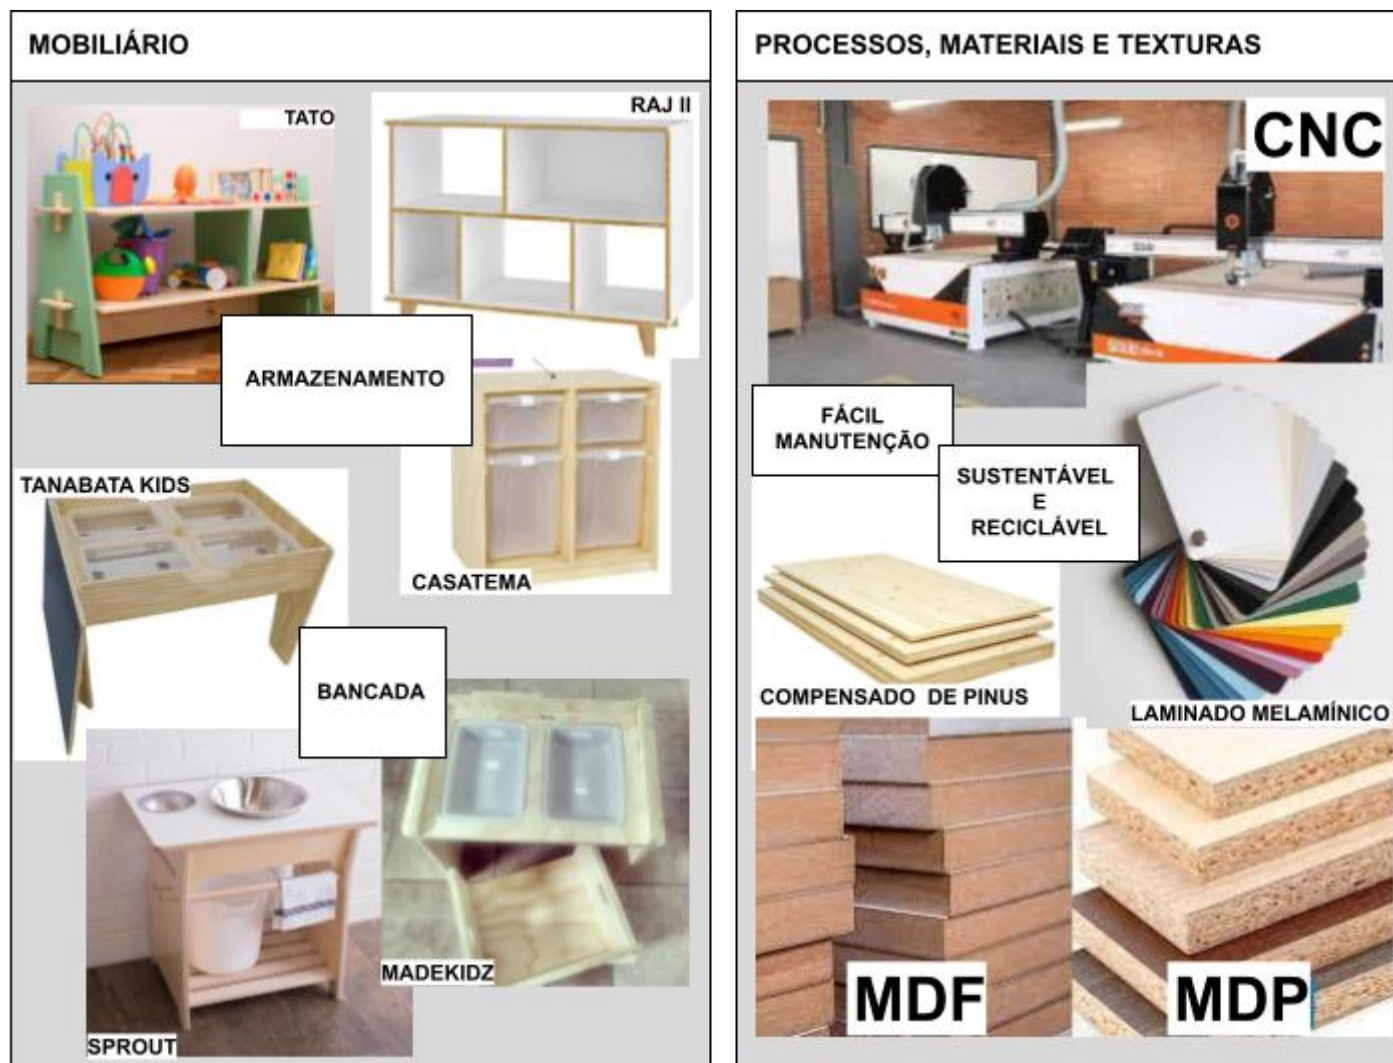 MOBILIÁRIO
TATO
RAJ II
ARMAZENAMENTO
TANABATA KIDS
CASATEMA
BANCADA
MADEKIDZ
SPROUT
PROCESSOS, MATERIAIS E TEXTURAS
CNC
FÁCIL
MANUTENÇÃO
SUSTENTÁVEL
E
RECICLÁVEL
COMPENSADO DE PINUS
LAMINADO MELAMÍNICO
MDF
MDP